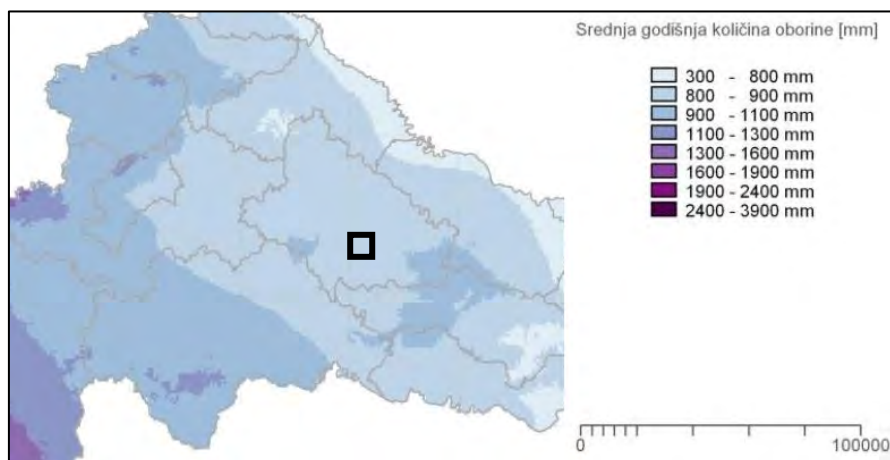 Srednja godišnja količina oborine [mm]
300 - 800 mm
800 - 900 mm
900 - 1100 mm
1100 - 1300 mm
1300 - 1600 mm
1600 - 1900 mm
1900 - 2400 mm
2400 - 3900 mm
0 100000